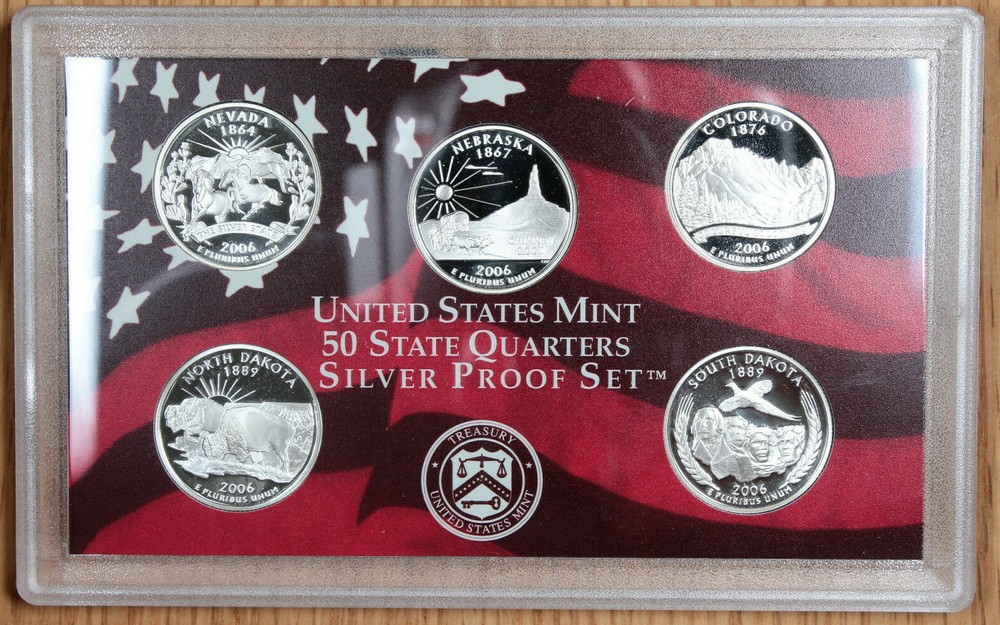 NEVADA
1864
THE SILVER STATE
2006
E PLURIBUS UNUM
NEBRASKA
1867
CHIMNEY
ROCK
2006
E PLURIBUS UNUM
COLORADO
1876
COLORFUL
2006
E PLURIBUS UNUM
UNITED STATES MINT
50 STATE QUARTERS
SILVER PROOF SET™
NORTH DAKOTA
1889
2006
E PLURIBUS UNUM
TREASURY
UNITED STATES MINT
SOUTH DAKOTA
1889
2006
E PLURIBUS UNUM